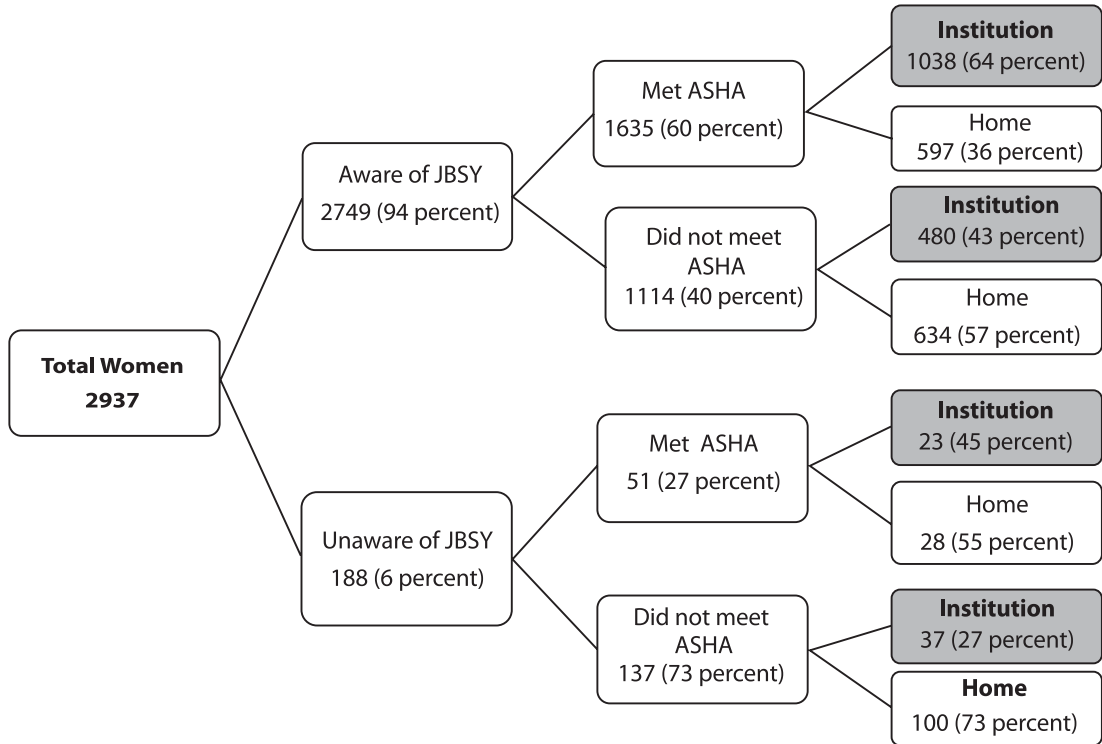 Total Women
2937
Aware of JBSY
2749 (94 percent)
Unaware of JBSY
188 (6 percent)
Met ASHA
1635 (60 percent)
Did not meet
ASHA
1114 (40 percent)
Met ASHA
51 (27 percent)
Did not meet
ASHA
137 (73 percent)
Institution
1038 (64 percent)
Home
597 (36 percent)
Institution
480 (43 percent)
Home
634 (57 percent)
Institution
23 (45 percent)
Home
28 (55 percent)
Institution
37 (27 percent)
Home
100 (73 percent)